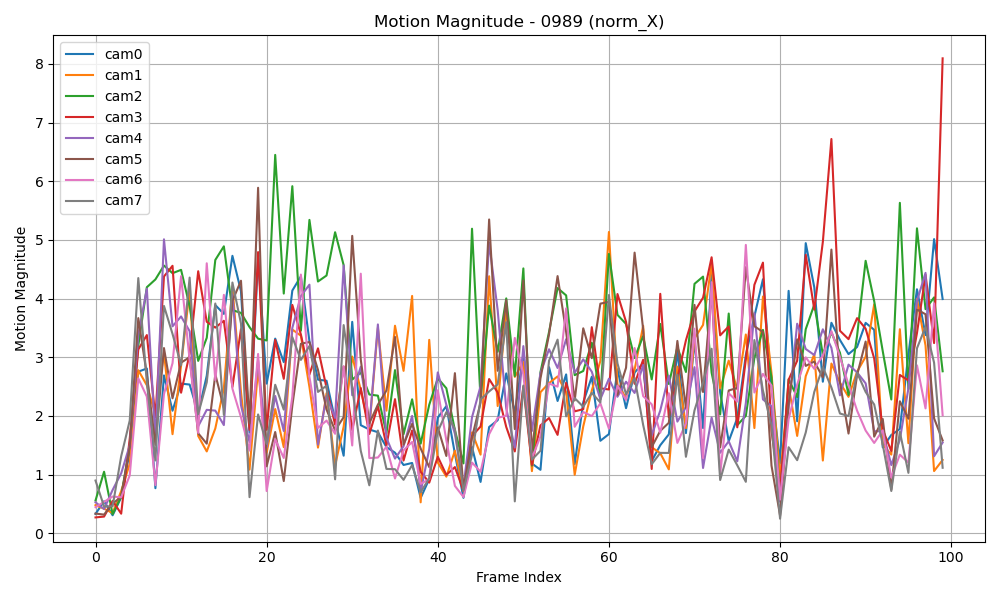 Motion Magnitude - 0989 (norm_X)
cam0
cam1
cam2
cam3
cam4
cam5
cam6
cam7
Motion Magnitude
8
7
6
5
4
3
2
1
0
0 20 40 60 80 100
Frame Index